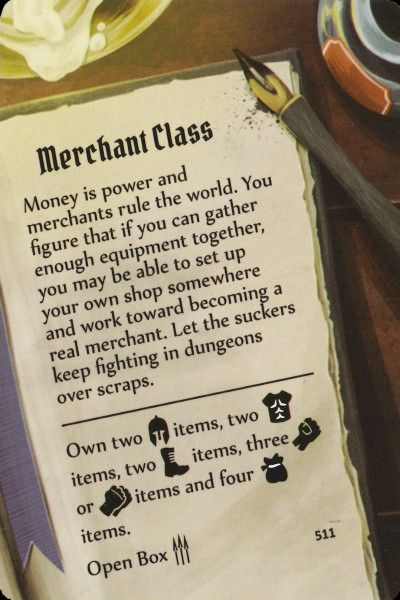 Merchant Class
Money is power and
merchants rule the world. You
figure that if you can gather
enough equipment together,
you may be able to set up
your own shop somewhere
and work toward becoming a
real merchant. Let the suckers
keep fighting in dungeons
over scraps.
Own two items, two
items, two items, three
or items and four
items.
Open Box
511